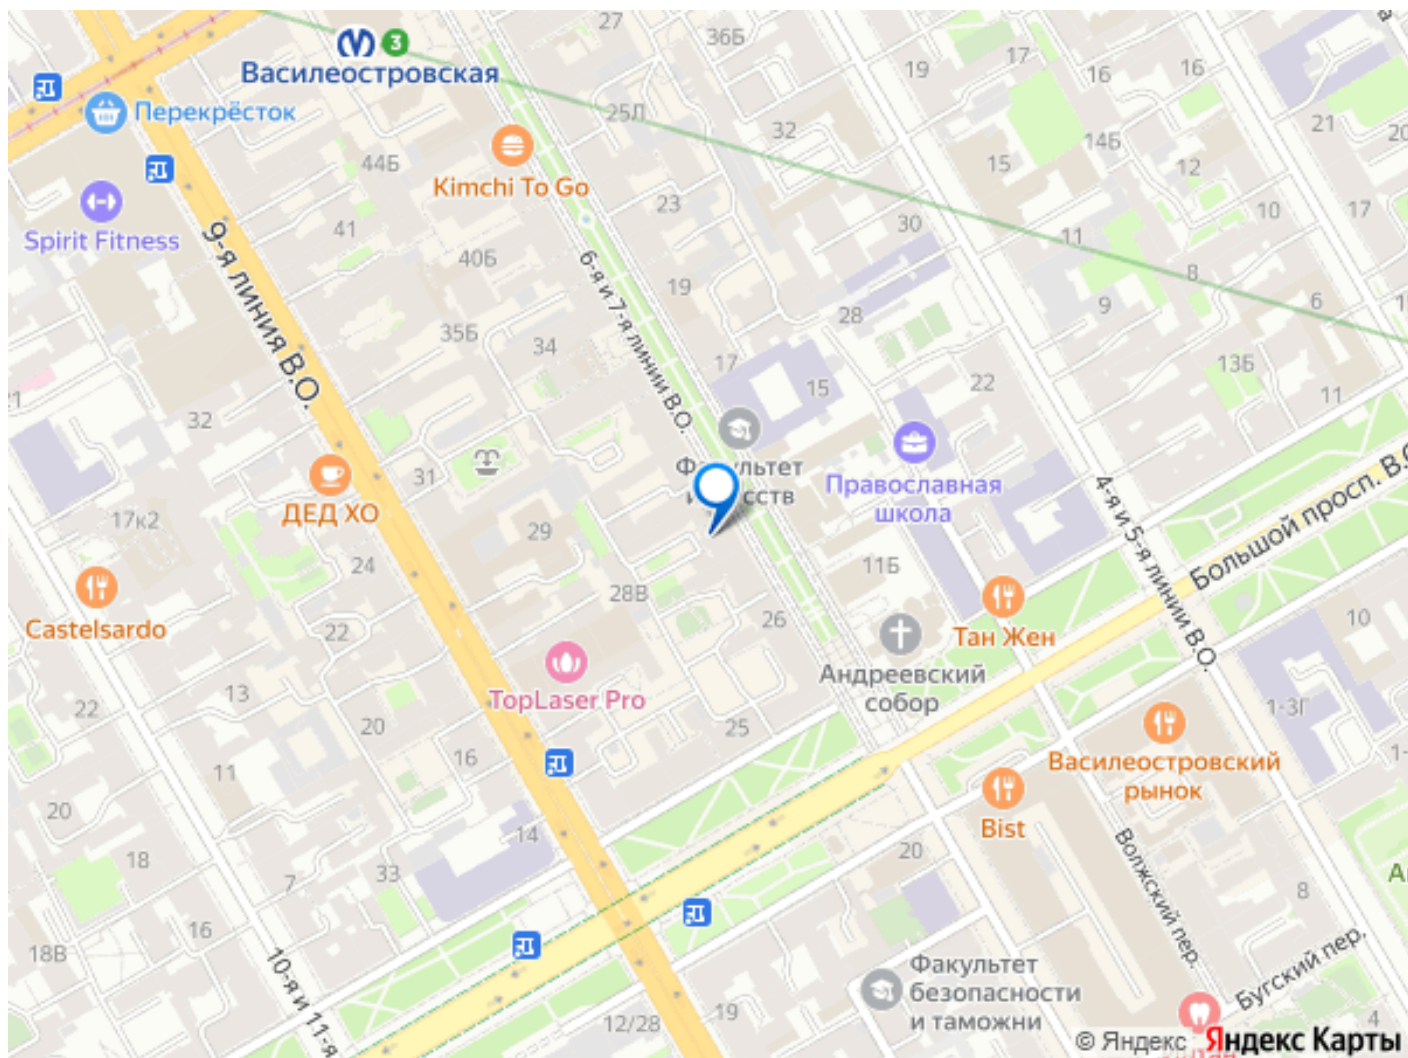 27
36Б
3
Василеостровская
17
19
16
16
Перекрёсток
25Л
32
21
20
44Б
14Б
15
12
Kimchi To Go
23
30
10
17
Spirit Fitness
41
11
9-я линия В.О.
40Б
6-я и 7-я линии В.О.
19
8
9
6
28
35Б
34
17
13Б
15
22
11
32
31
Факультет
Православная
школа
4-я и 5-я линии В.О.
Большой просп. В.О.
ДЕД ХО
17к2
29
24
11Б
28В
Castelsardo
22
26
Тан Жен
10
Андреевский
собор
13
TopLaser Pro
22
20
25
1-3Г
16
11
Василеостровский
рынок
20
Bist
14
18
Волжский пер.
20
33
7
8
16
18В
10-я и 11-я
Факультет
безопасности
и таможни
Бугский пер.
19
12/28
4
© Яндекс Яндекс Карты